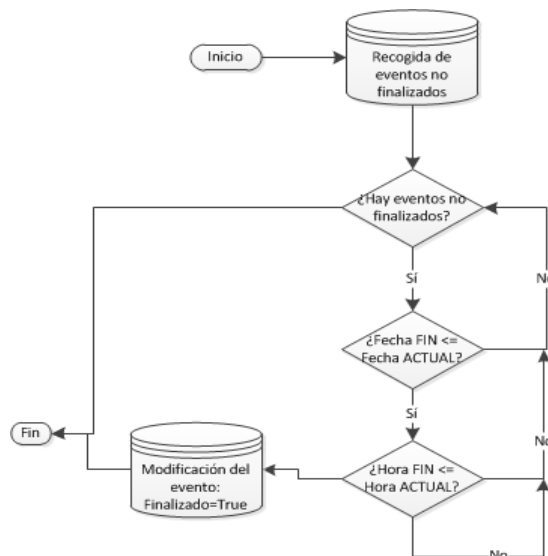 Inicio
Recogida de
eventos no
finalizados
¿Hay eventos no
finalizados?
Sí
No
¿Fecha FIN <=
Fecha ACTUAL?
Sí
No
Fin
Modificación del
evento:
Finalizado=True
¿Hora FIN <=
Hora ACTUAL?
No